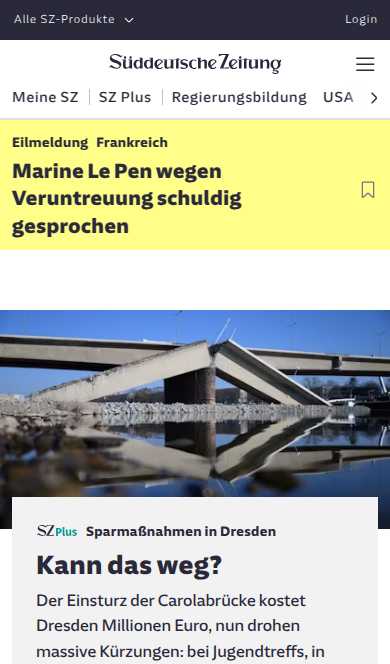 Alle SZ-Produkte
Login
Süddeutsche Zeitung
Meine SZ
SZ Plus
Regierungsbildung
USA
Eilmeldung Frankreich
Marine Le Pen wegen
Veruntreuung schuldig
gesprochen
SZ Plus Sparmaßnahmen in Dresden
Kann das weg?
Der Einsturz der Carolabrücke kostet
Dresden Millionen Euro, nun drohen
massive Kürzungen: bei Jugendtreffs, in